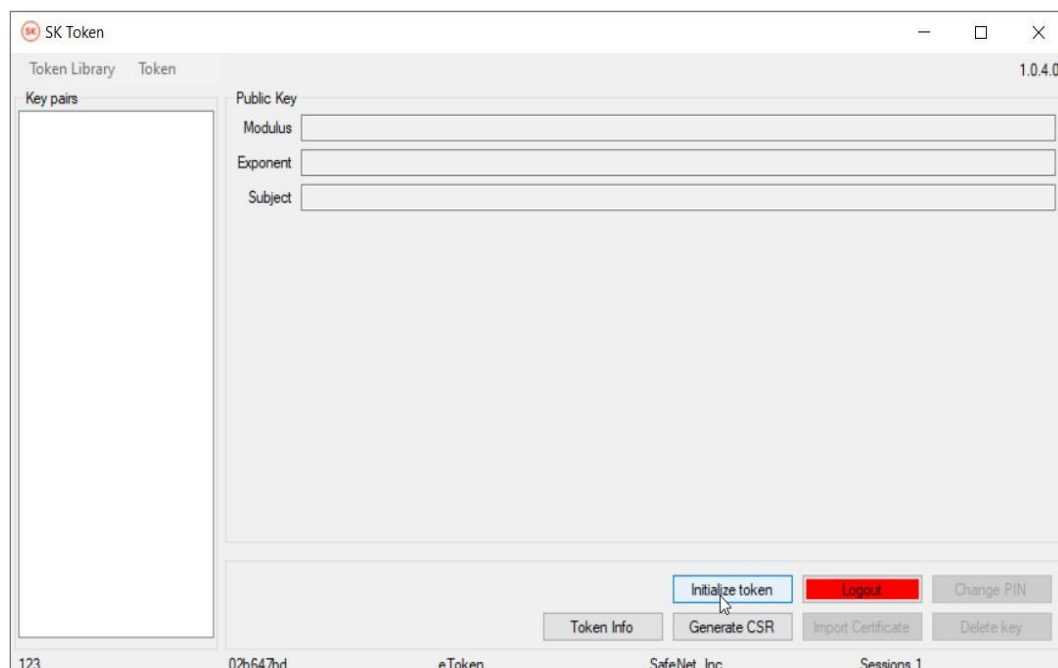 SK SK Token
Token Library Token 1.0.4.0
Key pairs
Public Key
Modulus
Exponent
Subject
Initialize token Logout Change PIN
Token Info Generate CSR Import Certificate Delete key
123 02b647bd eToken SafeNet, Inc. Sessions 1